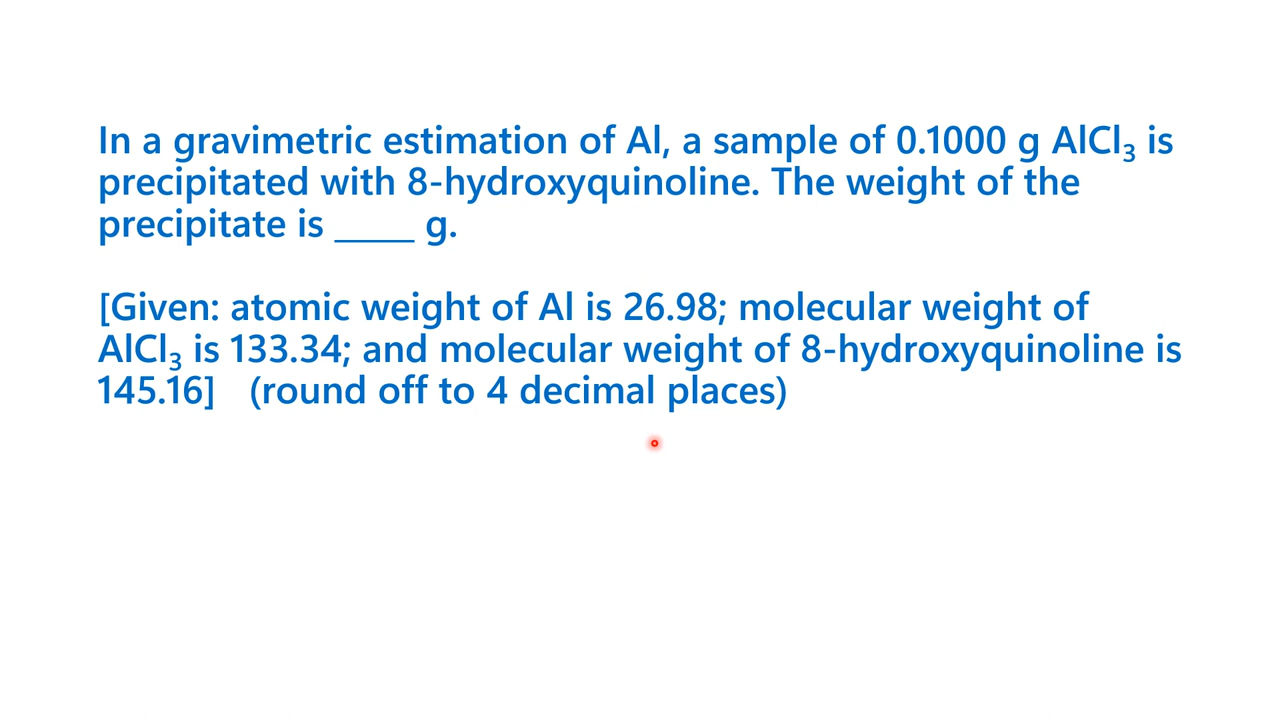 In a gravimetric estimation of Al, a sample of 0.1000 g AlCl₃ is
precipitated with 8-hydroxyquinoline. The weight of the
precipitate is ____ g.
[Given: atomic weight of Al is 26.98; molecular weight of
AlCl₃ is 133.34; and molecular weight of 8-hydroxyquinoline is
145.16] (round off to 4 decimal places)